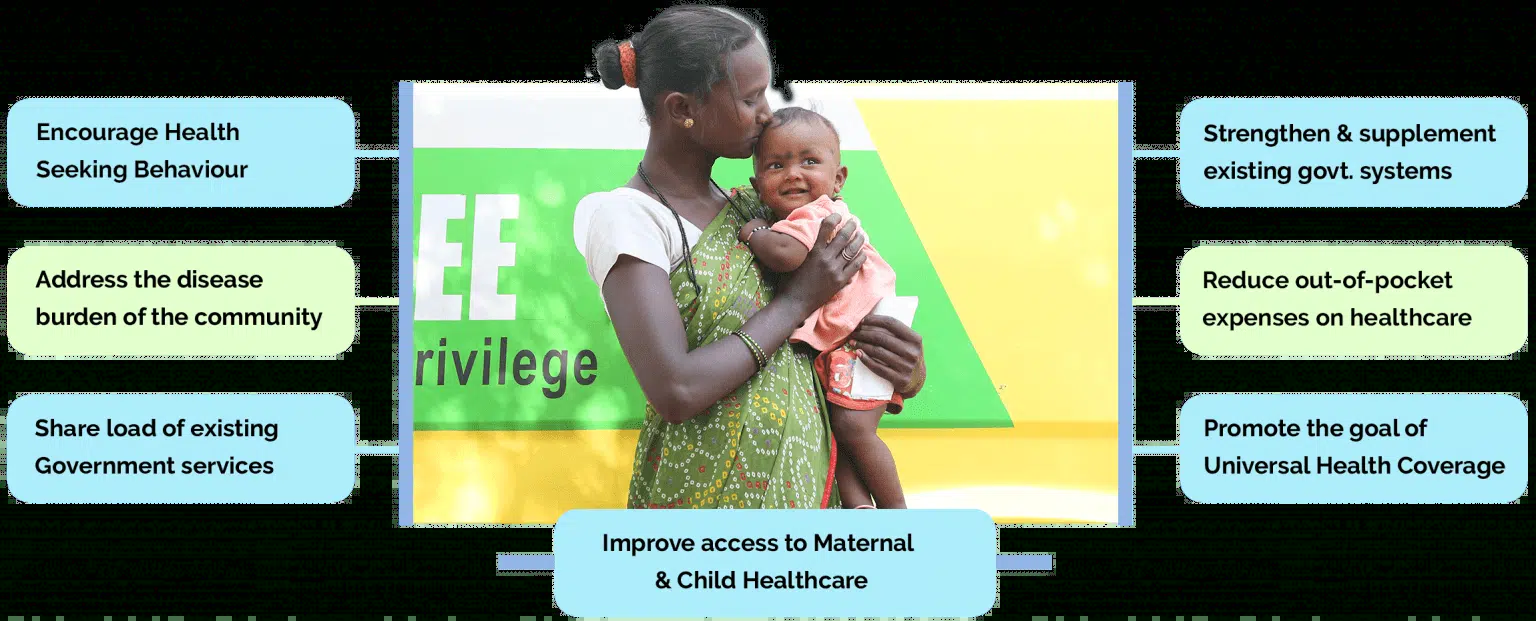 Encourage Health
Seeking Behaviour
Address the disease
burden of the community
Share load of existing
Government services
EE
rivilege
Strengthen & supplement
existing govt. systems
Reduce out-of-pocket
expenses on healthcare
Promote the goal of
Universal Health Coverage
Improve access to Maternal
& Child Healthcare